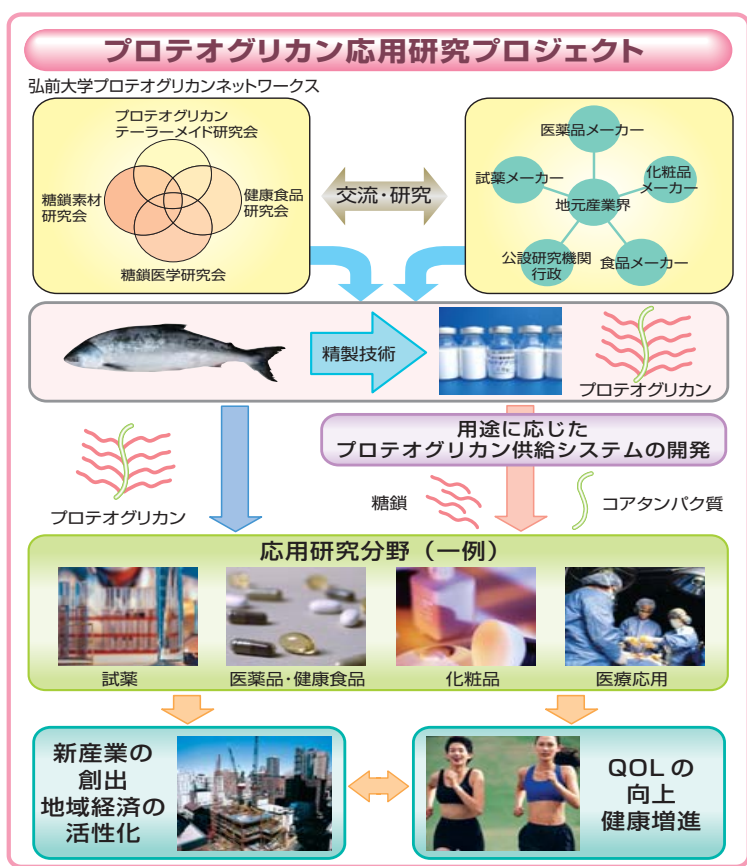 プロテオグリカン応用研究プロジェクト
弘前大学プロテオグリカンネットワークス
プロテオグリカン
テーラーメイド研究会
糖鎖素材
研究会
健康食品
研究会
糖鎖医学研究会
交流・研究
医薬品メーカー
試薬メーカー
化粧品
メーカー
地元産業界
公設研究機関
行政
食品メーカー
精製技術
プロテオグリカン
用途に応じた
プロテオグリカン供給システムの開発
プロテオグリカン
糖鎖
コアタンパク質
応用研究分野（一例）
試薬
医薬品・健康食品
化粧品
医療応用
新産業の
創出
地域経済の
活性化
QOLの
向上
健康増進